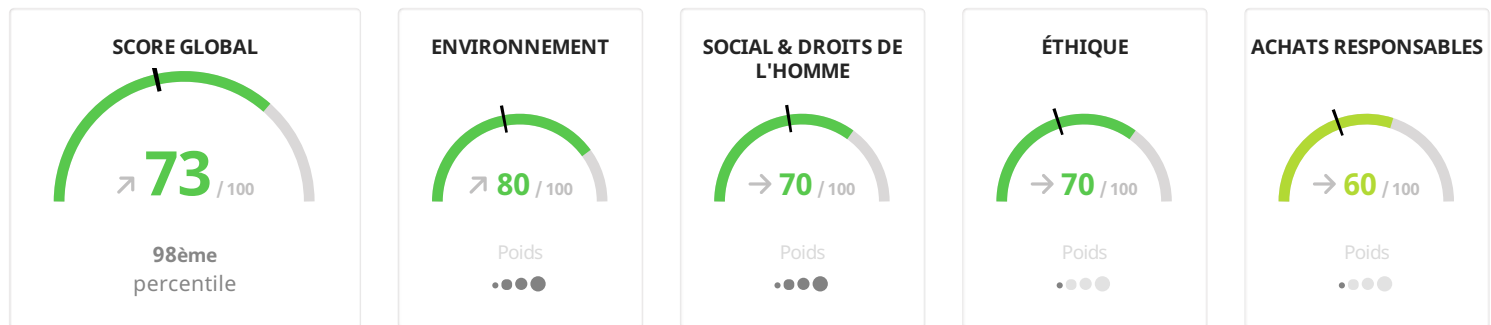 SCORE GLOBAL
73 / 100
98ème
percentile
ENVIRONNEMENT
80 / 100
Poids
SOCIAL & DROITS DE
L'HOMME
70 / 100
Poids
ÉTHIQUE
70 / 100
Poids
ACHATS RESPONSABLES
60 / 100
Poids